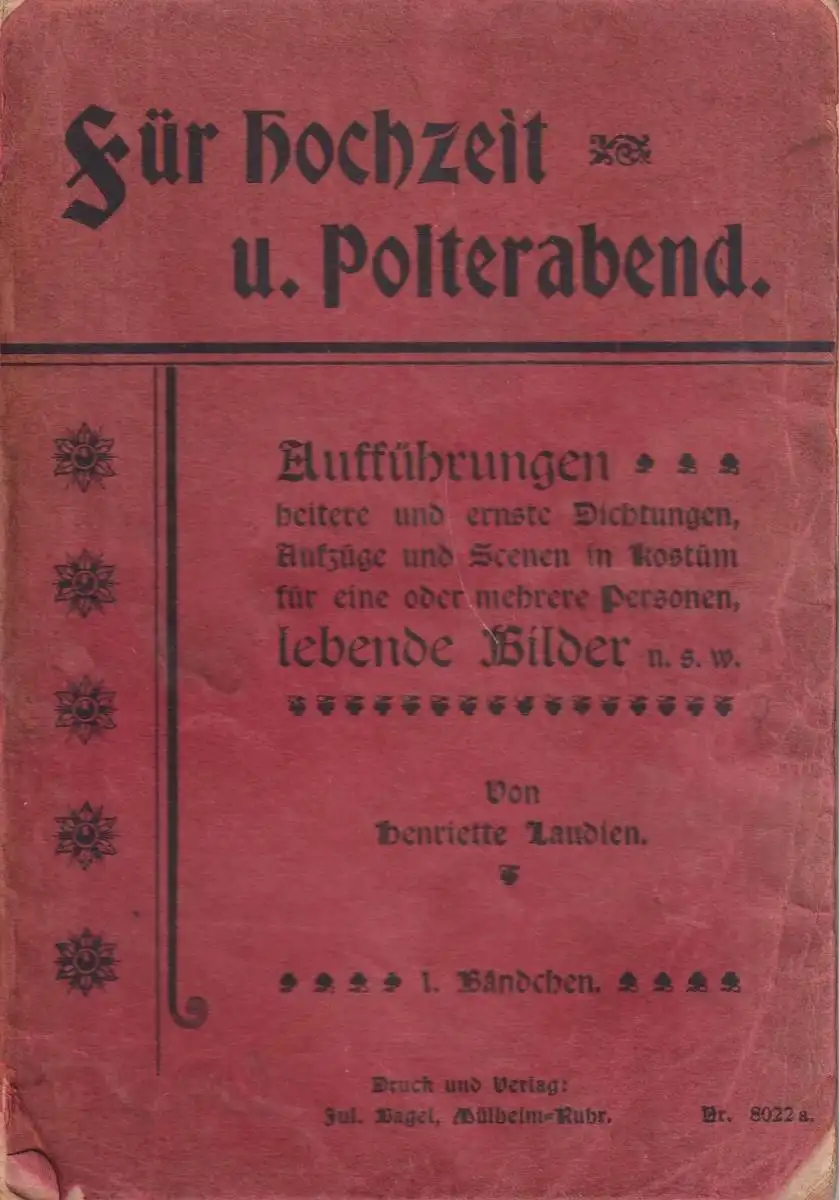 Für Hochzeit
u. Polterabend.
Aufführungen
heitere und ernste Dichtungen,
Aufzüge und Scenen in Kostüm
für eine oder mehrere Personen,
lebende Bilder u. s. w.
Von
Henriette Laudien.
1. Bändchen.
Druck und Verlag:
Jul. Bagel, Mülheim-Ruhr.
Nr. 8022 a.